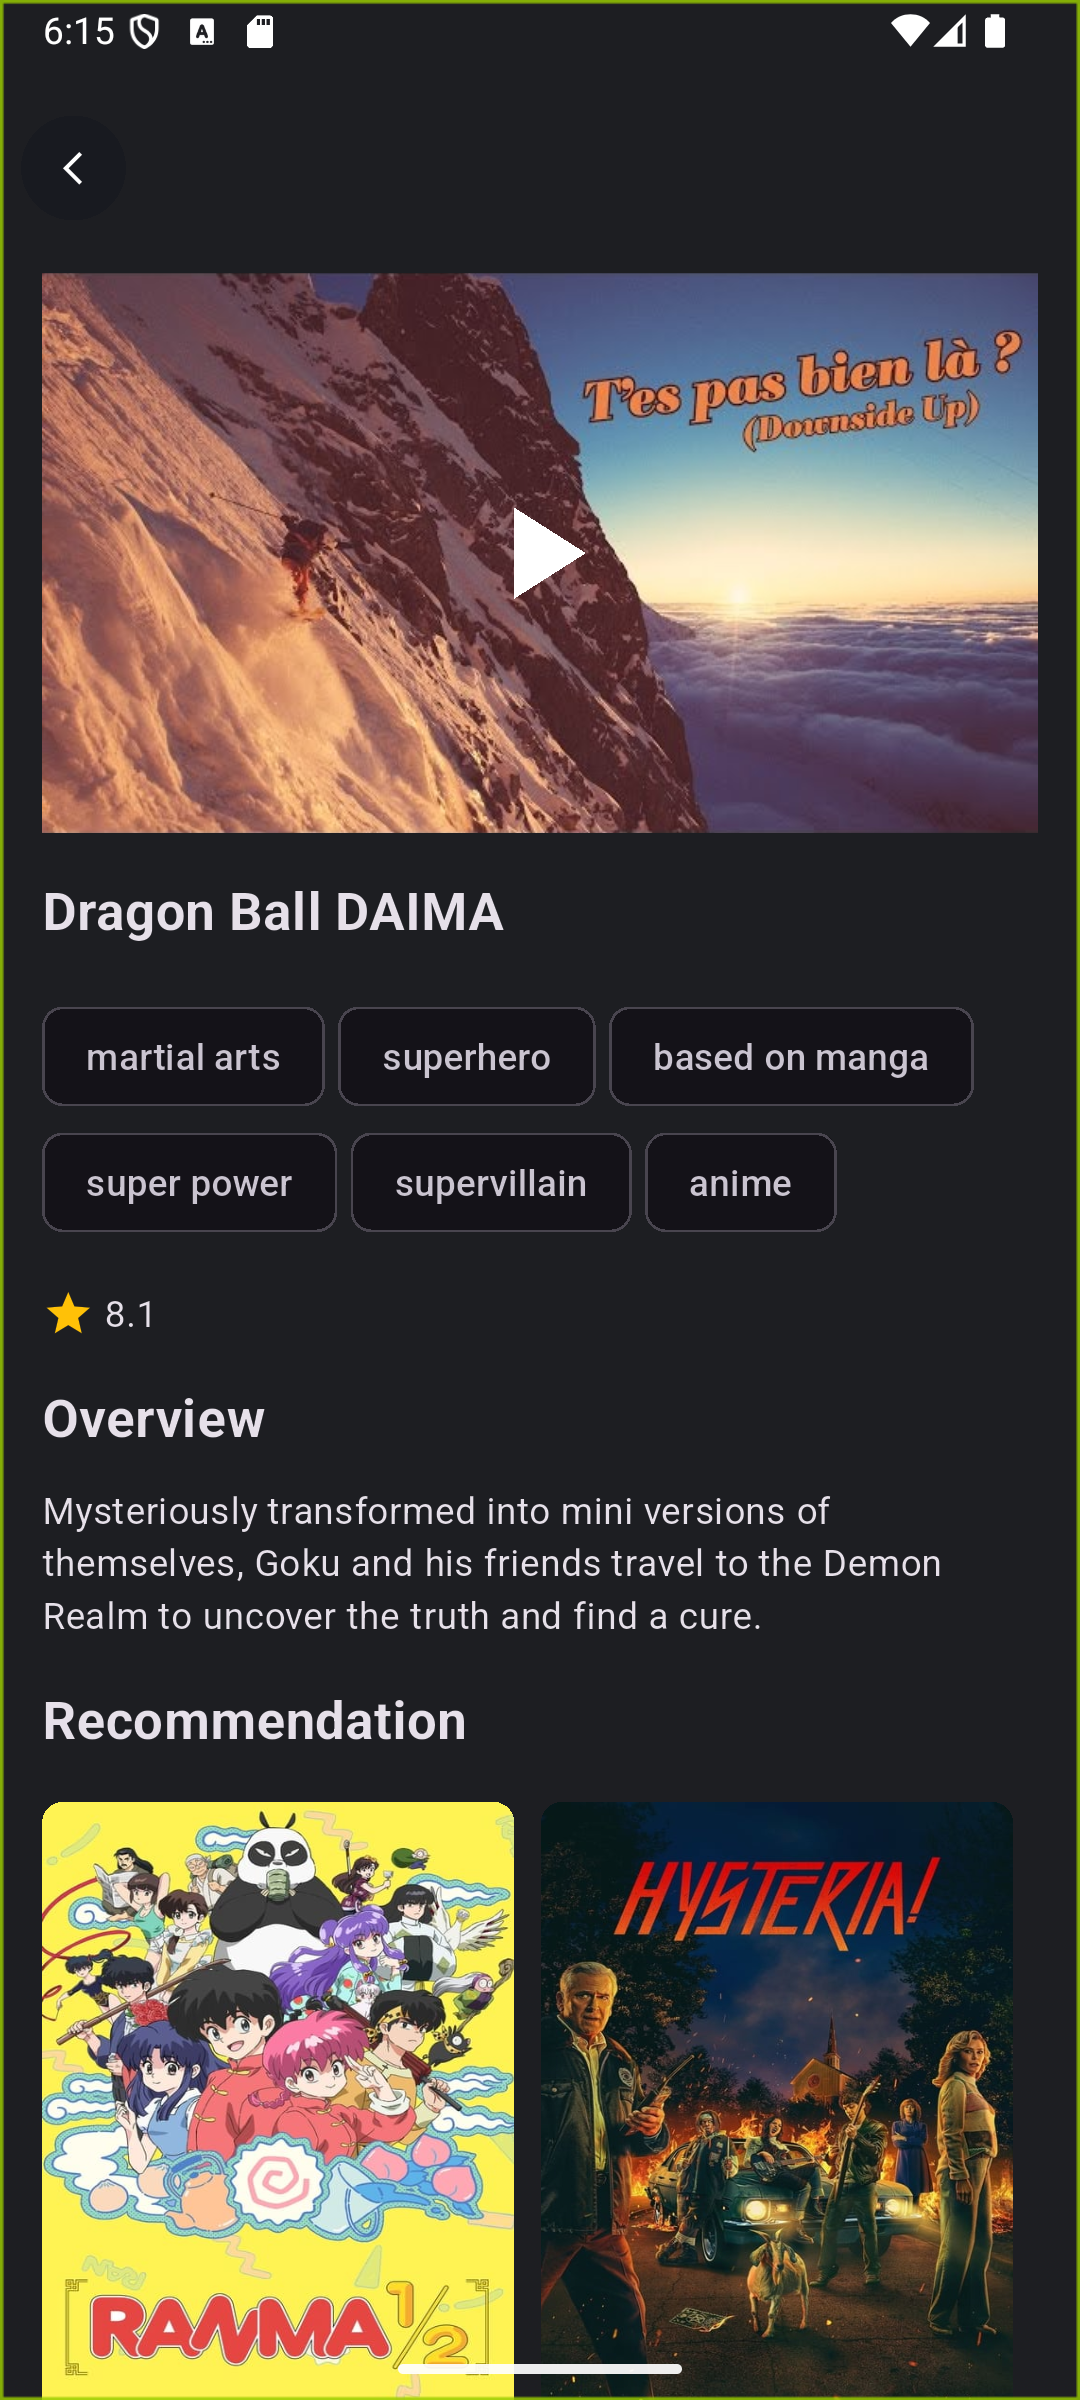 6:15
T'es pas bien là ?
(Downside Up)
Dragon Ball DAIMA
martial arts
superhero
based on manga
super power
supervillain
anime
8.1
Overview
Mysteriously transformed into mini versions of
themselves, Goku and his friends travel to the Demon
Realm to uncover the truth and find a cure.
Recommendation
HYSTERIA!
RANMA 1/2